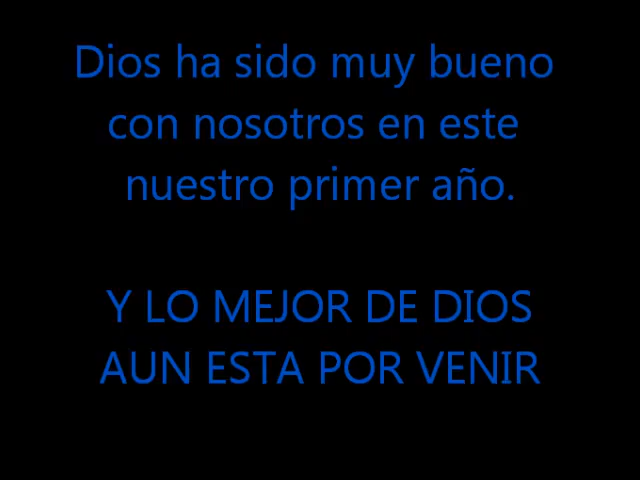 Dios ha sido muy bueno
con nosotros en este
nuestro primer año.
Y LO MEJOR DE DIOS
AUN ESTA POR VENIR